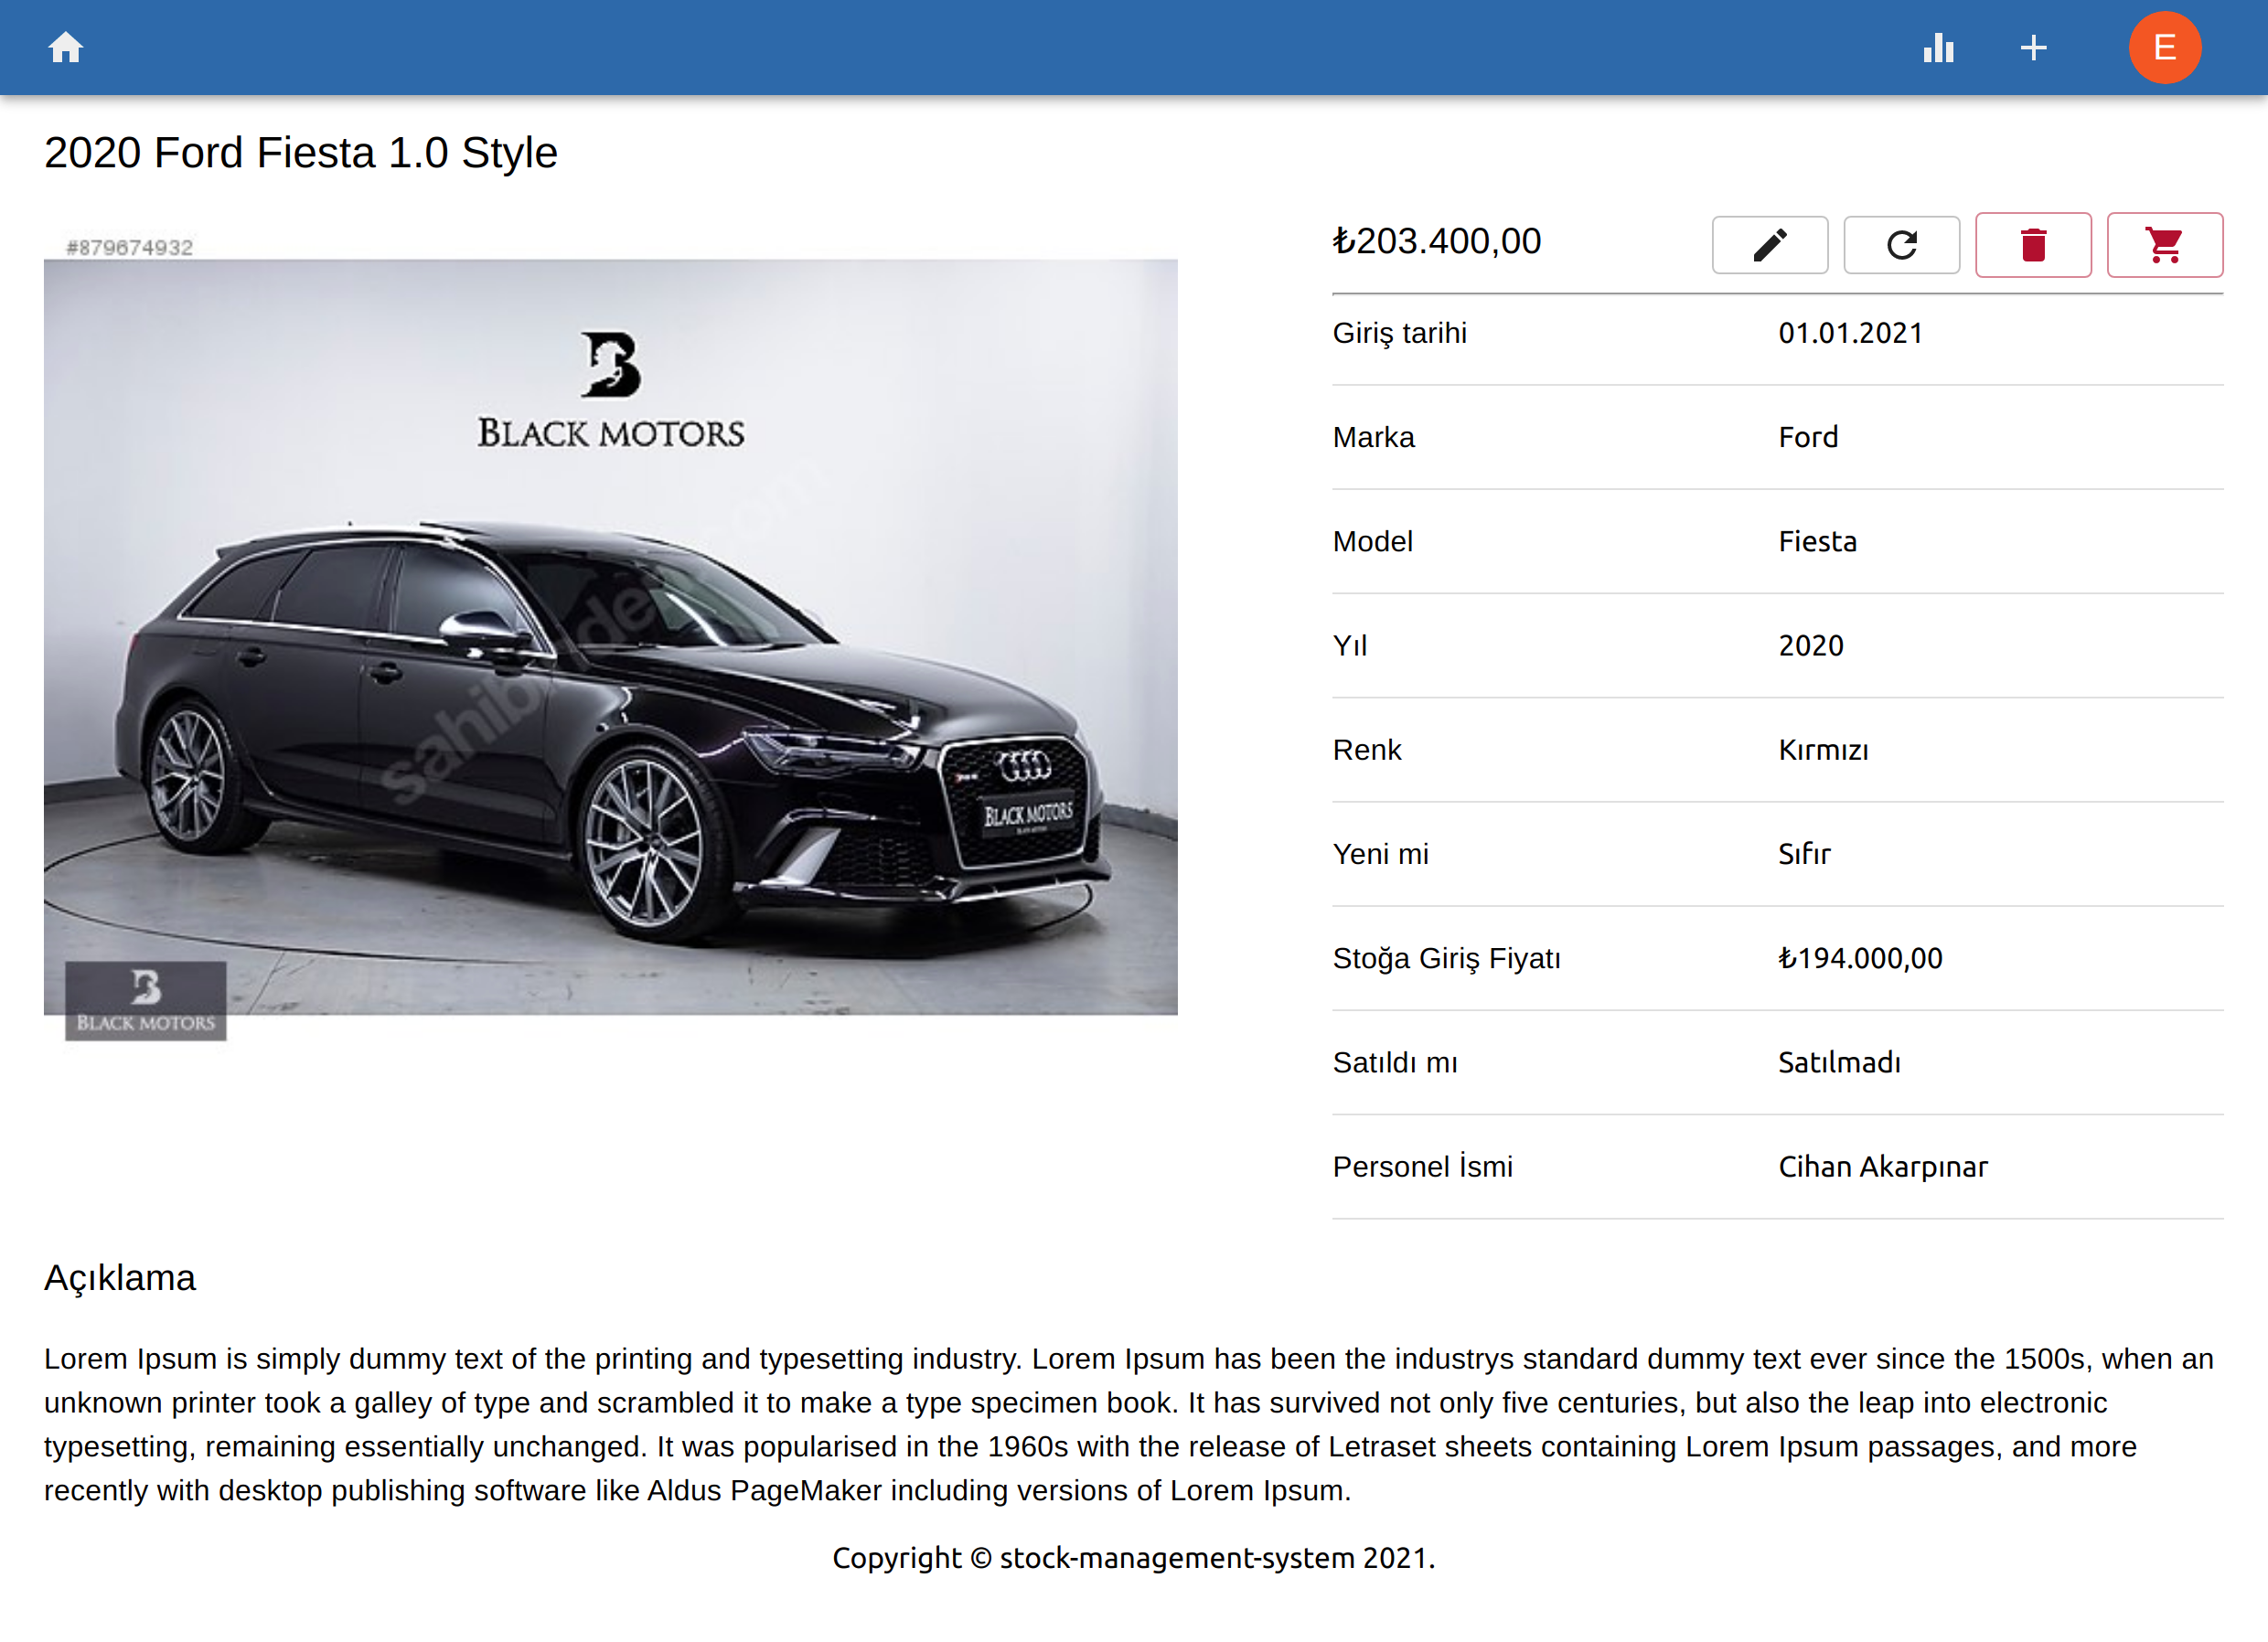 E
2020 Ford Fiesta 1.0 Style
#879674932
BLACK MOTORS
sahibinden.com
BLACK MOTORS
BLACK MOTORS
₺203.400,00
Giriş tarihi 01.01.2021
Marka Ford
Model Fiesta
Yıl 2020
Renk Kırmızı
Yeni mi Sıfır
Stoğa Giriş Fiyatı ₺194.000,00
Satıldı mı Satılmadı
Personel İsmi Cihan Akarpınar
Açıklama
Lorem Ipsum is simply dummy text of the printing and typesetting industry. Lorem Ipsum has been the industrys standard dummy text ever since the 1500s, when an
unknown printer took a galley of type and scrambled it to make a type specimen book. It has survived not only five centuries, but also the leap into electronic
typesetting, remaining essentially unchanged. It was popularised in the 1960s with the release of Letraset sheets containing Lorem Ipsum passages, and more
recently with desktop publishing software like Aldus PageMaker including versions of Lorem Ipsum.
Copyright © stock-management-system 2021.